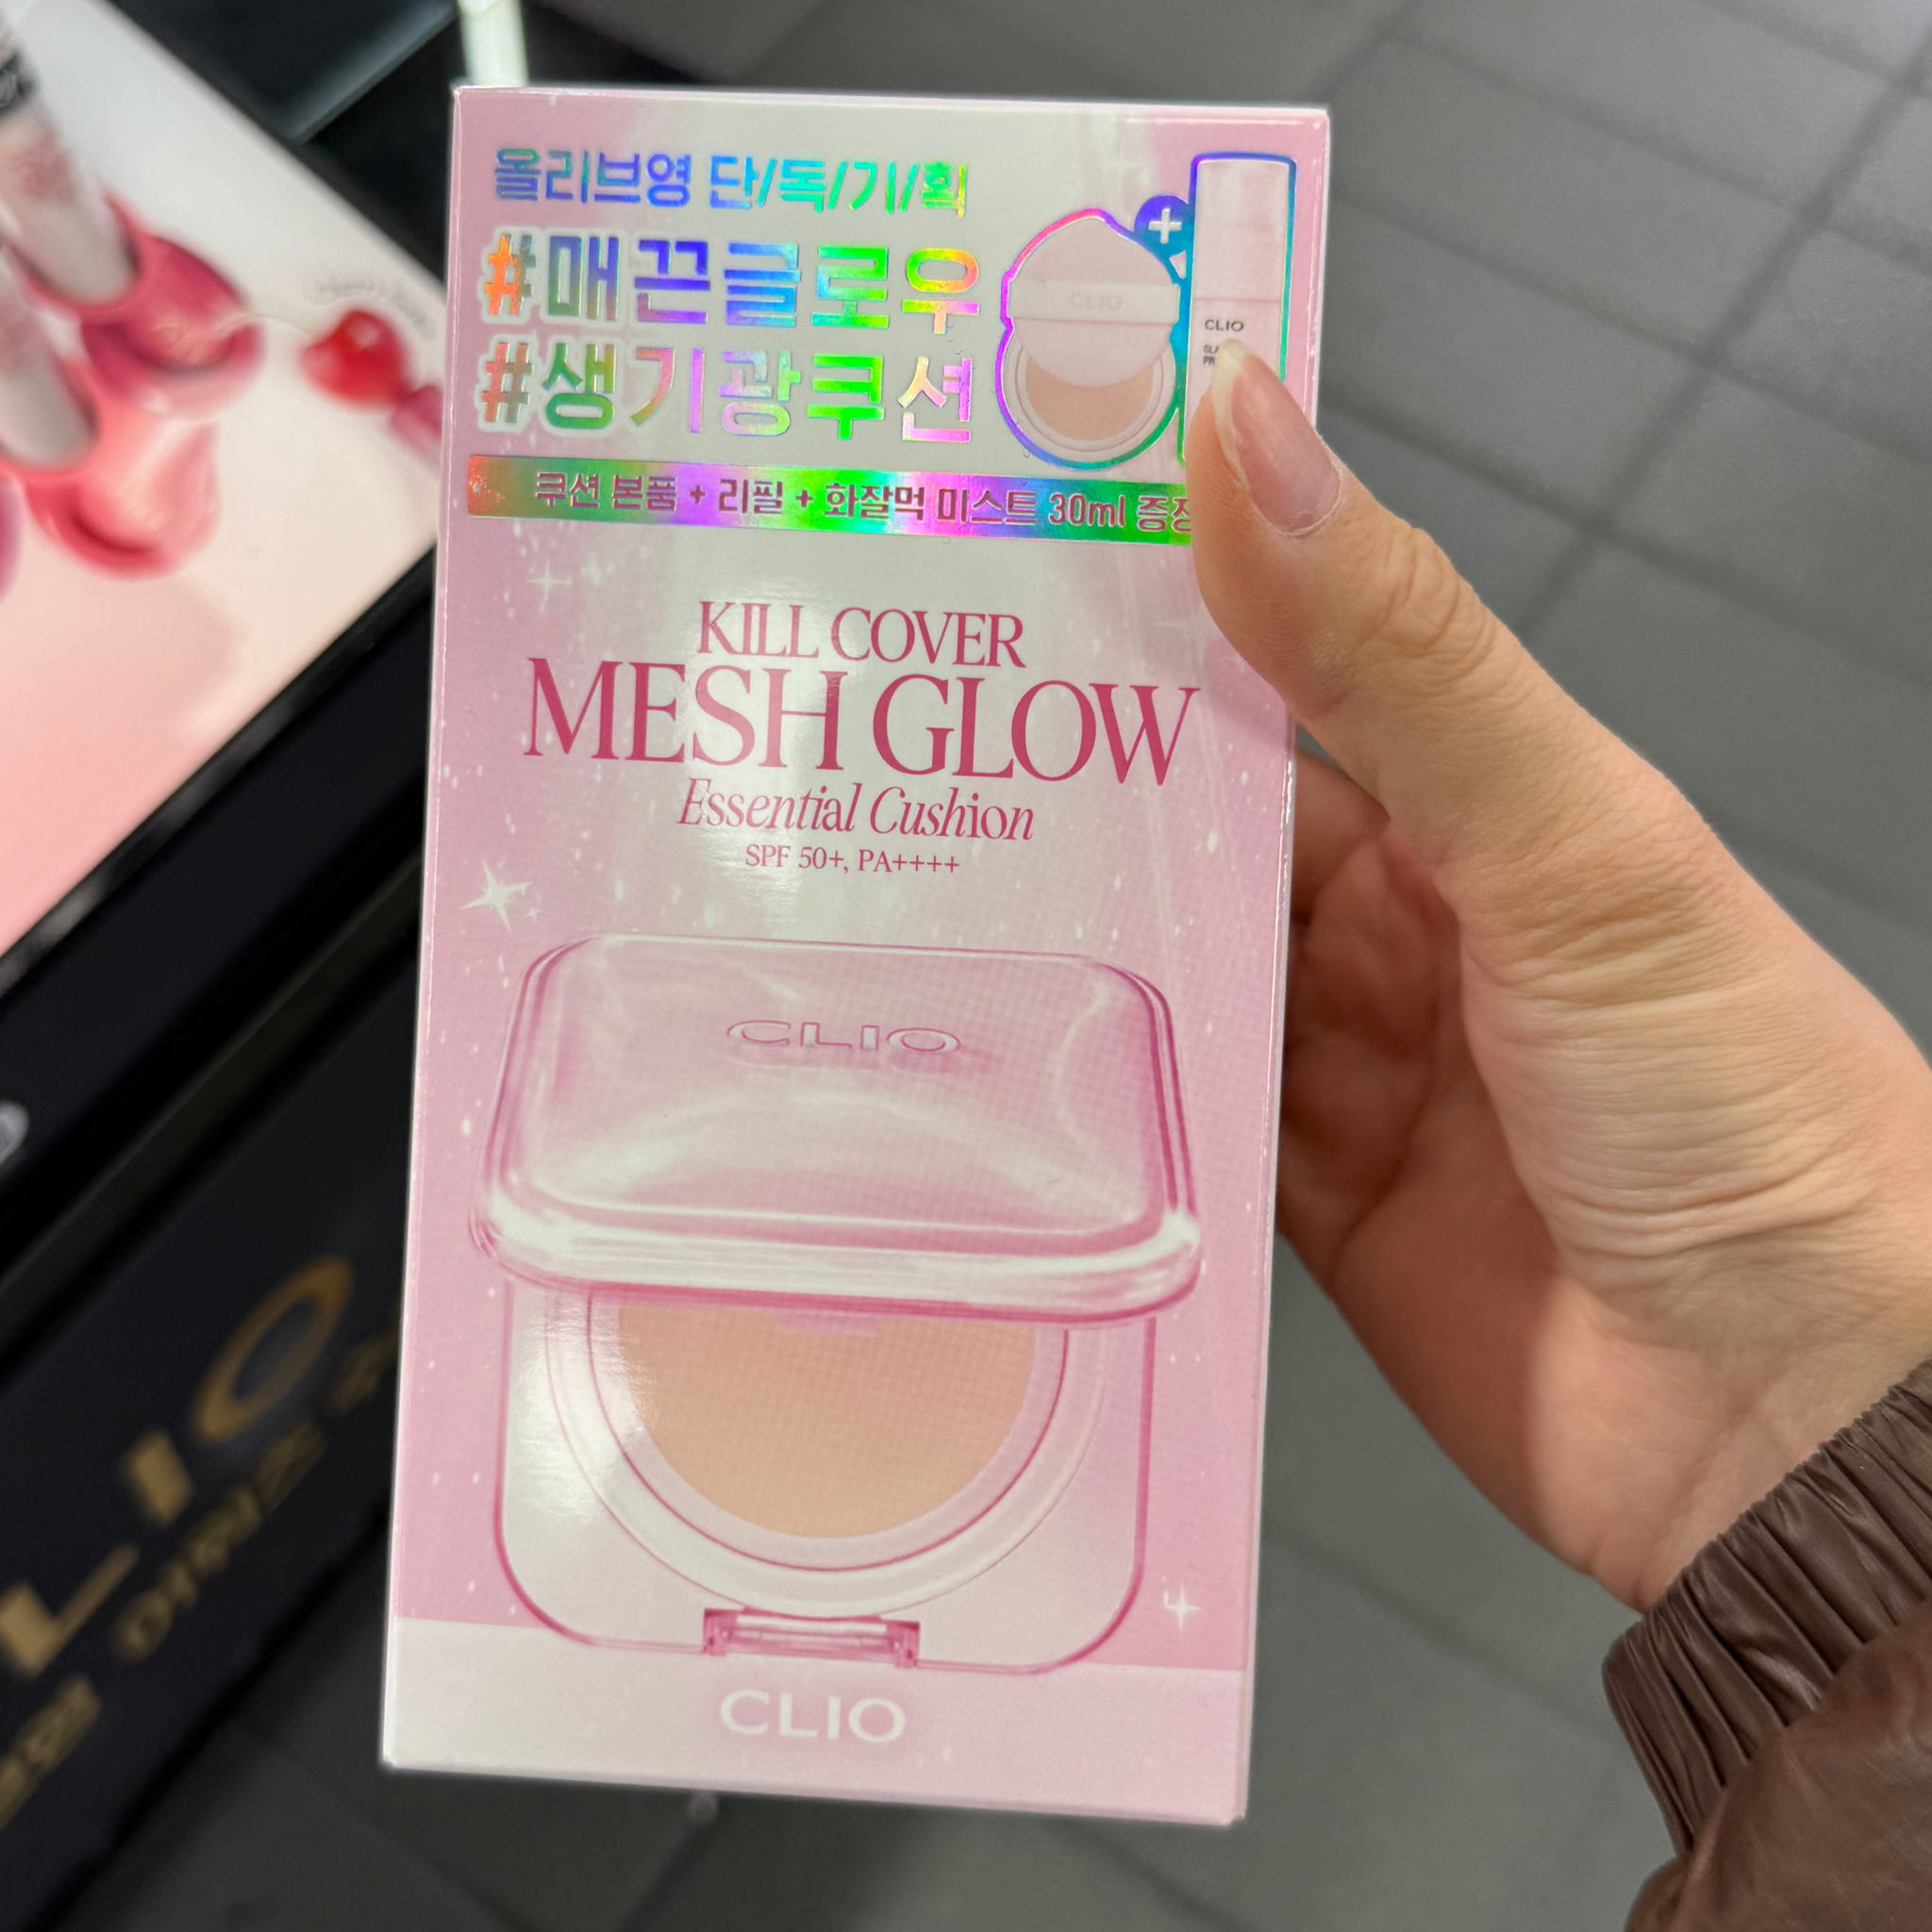 올리브영 단/독/기/획
#매끈글로우
#생기광쿠션
+
CLIO
CLIO
쿠션 본품 + 리필 + 화잘먹 미스트 30ml
KILL COVER
MESH GLOW
Essential Cushion
SPF 50+, PA++++
CLIO
CLIO
LIO